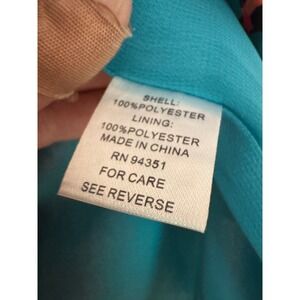 SHELL:
100%POLYESTER
LINING:
100%POLYESTER
MADE IN CHINA
RN 94351
FOR CARE
SEE REVERSE